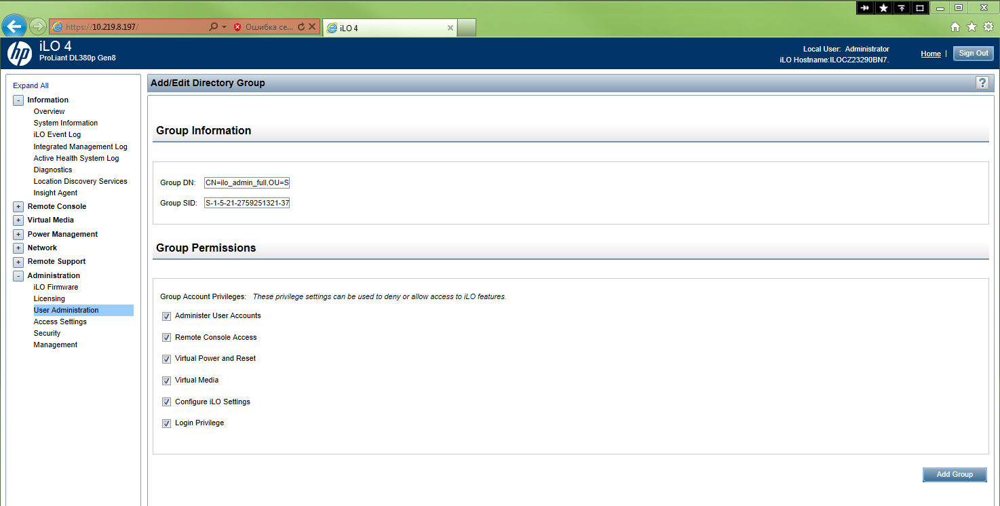 https://10.219.8.197/
Ошибка се...
iLO 4
hp
iLO 4
ProLiant DL380p Gen8
Local User: Administrator
iLO Hostname:ILOCZ23290BN7.
Home |
Sign Out
Expand All
- Information
Overview
System Information
iLO Event Log
Integrated Management Log
Active Health System Log
Diagnostics
Location Discovery Services
Insight Agent
+ Remote Console
+ Virtual Media
+ Power Management
+ Network
+ Remote Support
- Administration
iLO Firmware
Licensing
User Administration
Access Settings
Security
Management
Add/Edit Directory Group
?
Group Information
Group DN: CN=ilo_admin_full,OU=S
Group SID: S-1-5-21-2759251321-37
Group Permissions
Group Account Privileges: These privilege settings can be used to deny or allow access to iLO features.
Administer User Accounts
Remote Console Access
Virtual Power and Reset
Virtual Media
Configure iLO Settings
Login Privilege
Add Group